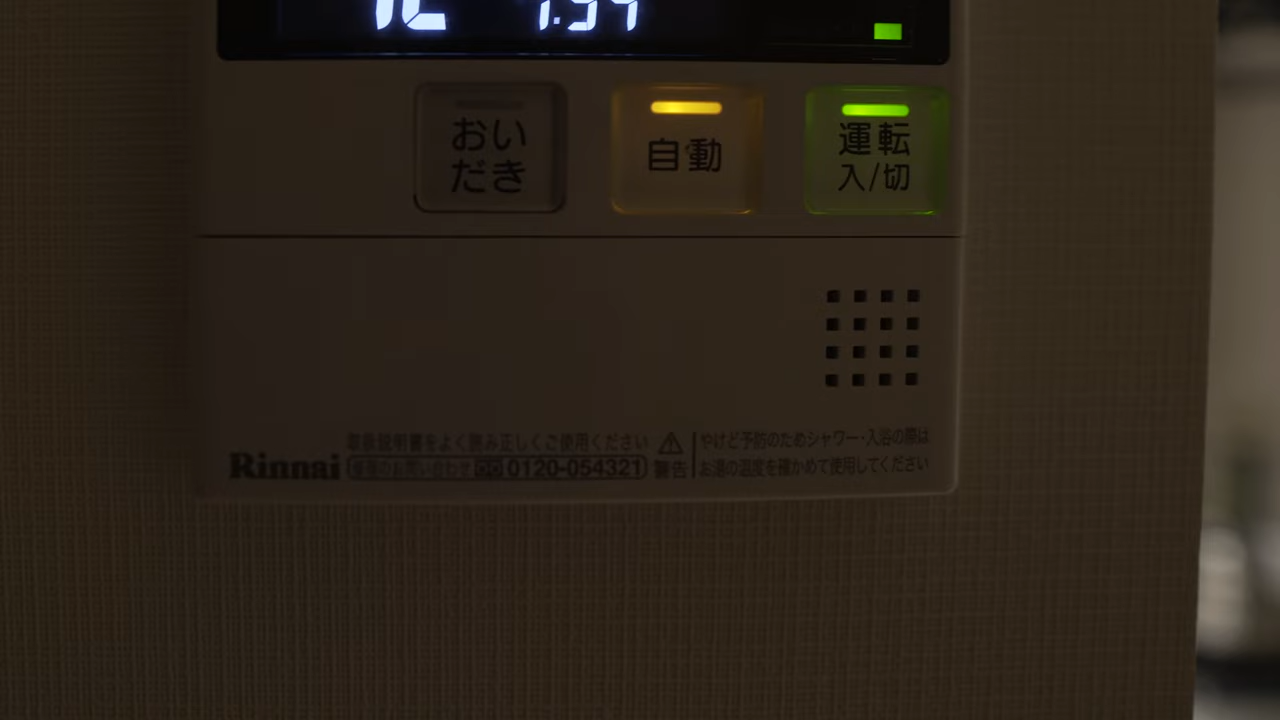 おい
だき
自動
運転
入/切
取扱説明書をよく読み正しくご使用ください
Rinnai
0120-054321
警告
やけど予防のためシャワー・入浴の際は
お湯の温度を確かめて使用してください